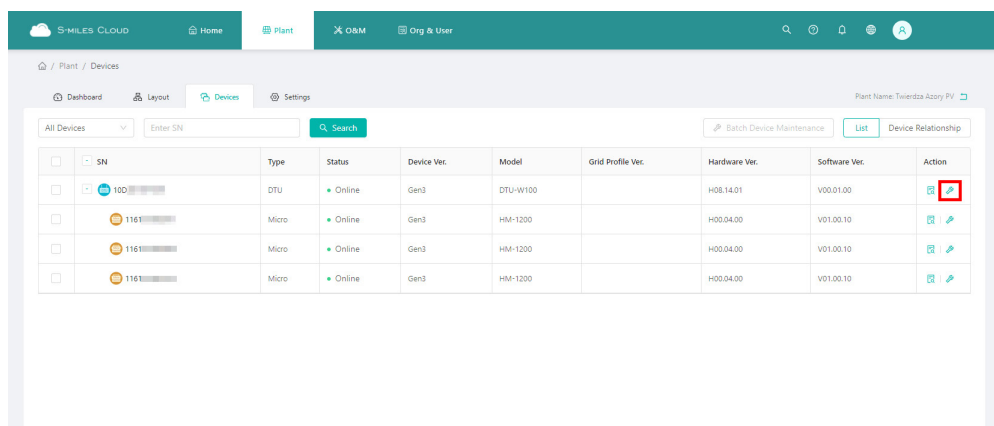 S-MILES CLOUD Home Plant O&M Org & User
/ Plant / Devices
Dashboard Layout Devices Settings Plant Name: Twierdza Azory PV
All Devices Enter SN Search Batch Device Maintenance List Device Relationship
SN Type Status Device Ver. Model Grid Profile Ver. Hardware Ver. Software Ver. Action
10D DTU Online Gen3 DTU-W100 H08.14.01 V00.01.00
1161 Micro Online Gen3 HM-1200 H00.04.00 V01.00.10
1161 Micro Online Gen3 HM-1200 H00.04.00 V01.00.10
1161 Micro Online Gen3 HM-1200 H00.04.00 V01.00.10